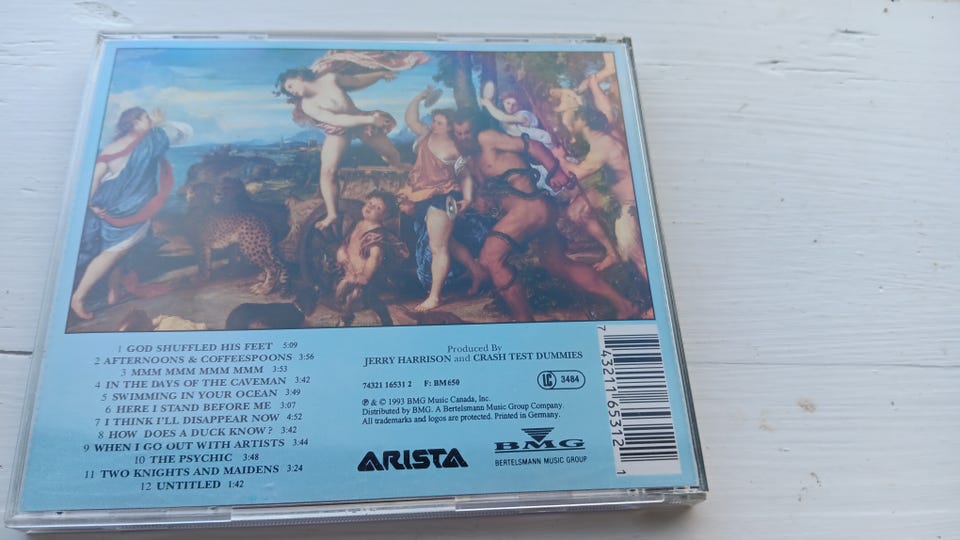 1 GOD SHUFFLED HIS FEET 5:09
2 AFTERNOONS & COFFEESPOONS 3:56
3 MMM MMM MMM MMM 3:53
4 IN THE DAYS OF THE CAVEMAN 3:42
5 SWIMMING IN YOUR OCEAN 3:49
6 HERE I STAND BEFORE ME 3:07
7 I THINK I'LL DISAPPEAR NOW 4:52
8 HOW DOES A DUCK KNOW? 3:42
9 WHEN I GO OUT WITH ARTISTS 3:44
10 THE PSYCHIC 3:48
11 TWO KNIGHTS AND MAIDENS 3:24
12 UNTITLED 1:42
Produced By
JERRY HARRISON and CRASH TEST DUMMIES
74321 16531 2 F: BM 650
LC 3484
℗ & © 1993 BMG Music Canada, Inc.
Distributed by BMG. A Bertelsmann Music Group Company.
All trademarks and logos are protected. Printed in Germany.
ARISTA
BMG
BERTELSMANN MUSIC GROUP
7 43211 65312 1